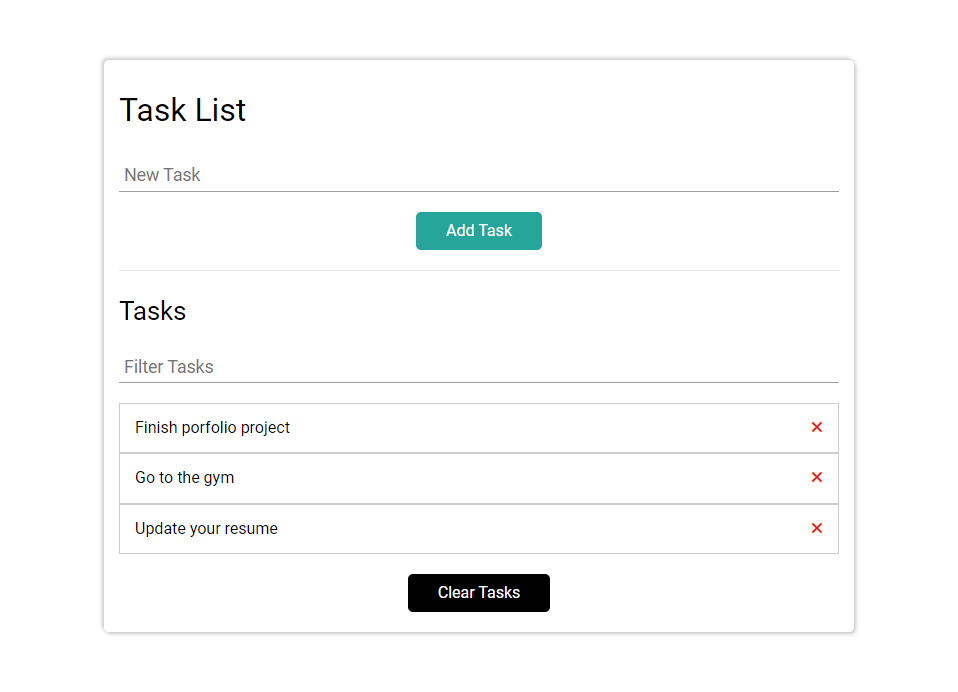 Task List
New Task
Add Task
Tasks
Filter Tasks
Finish porfolio project
Go to the gym
Update your resume
Clear Tasks